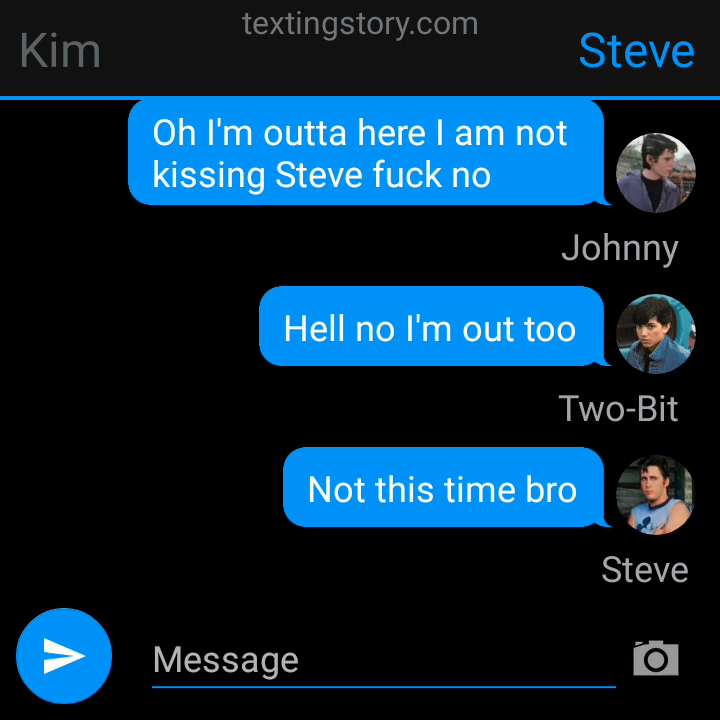 textingstory.com
Kim
Steve
Oh I'm outta here I am not
kissing Steve fuck no
Johnny
Hell no I'm out too
Two-Bit
Not this time bro
Steve
Message